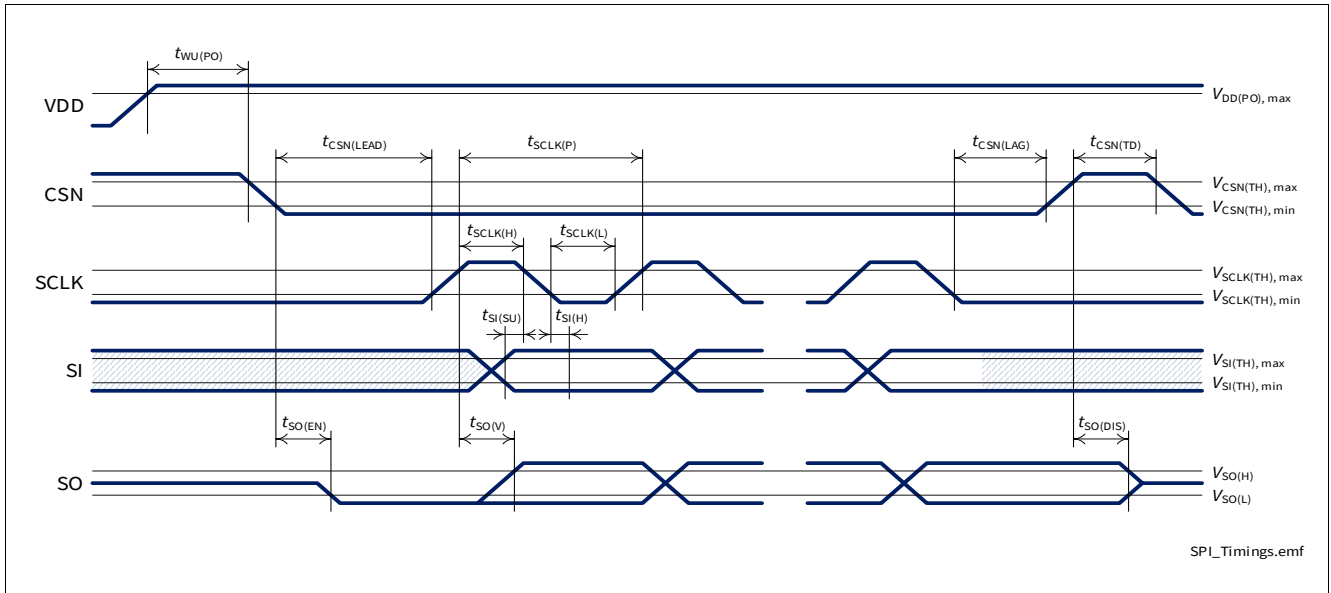 tWU(PO)
VDD
VDD(PO), max
tCSN(LEAD)
tSCLK(P)
tCSN(LAG)
tCSN(TD)
CSN
VCSN(TH), max
VCSN(TH), min
tSCLK(H)
tSCLK(L)
SCLK
VSCLK(TH), max
VSCLK(TH), min
tSI(SU)
tSI(H)
SI
VSI(TH), max
VSI(TH), min
tSO(EN)
tSO(V)
tSO(DIS)
SO
VSO(H)
VSO(L)
SPI_Timings.emf